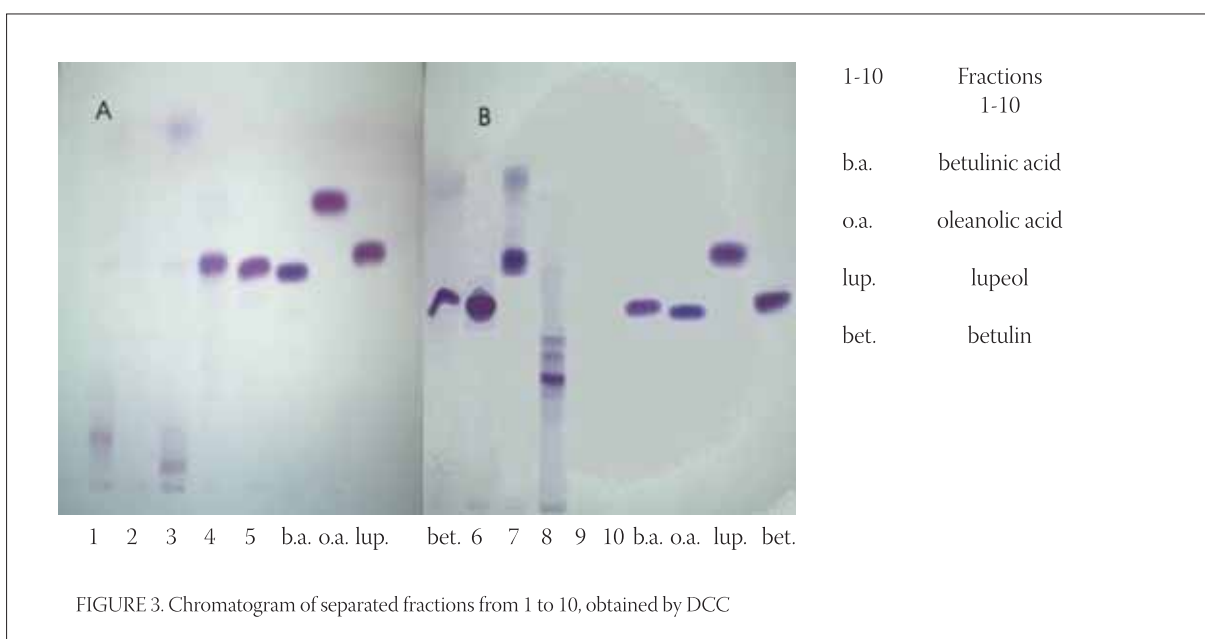 A
B
1 2 3 4 5 b.a. o.a. lup. bet. 6 7 8 9 10 b.a. o.a. lup. bet.
1-10 Fractions
1-10
b.a. betulinic acid
o.a. oleanolic acid
lup. lupeol
bet. betulin
FIGURE 3. Chromatogram of separated fractions from 1 to 10, obtained by DCC